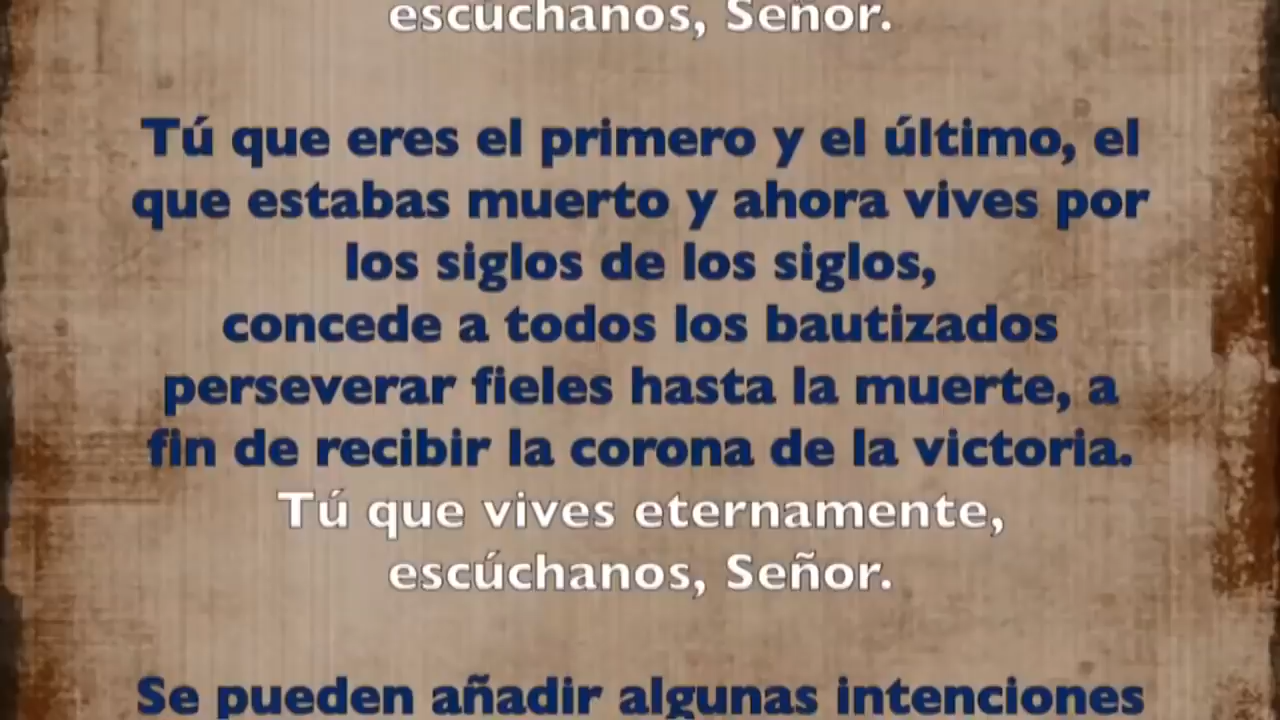 escúchanos, Señor.
Tú que eres el primero y el último, el
que estabas muerto y ahora vives por
los siglos de los siglos,
concede a todos los bautizados
perseverar fieles hasta la muerte, a
fin de recibir la corona de la victoria.
Tú que vives eternamente,
escúchanos, Señor.
Se pueden añadir algunas intenciones